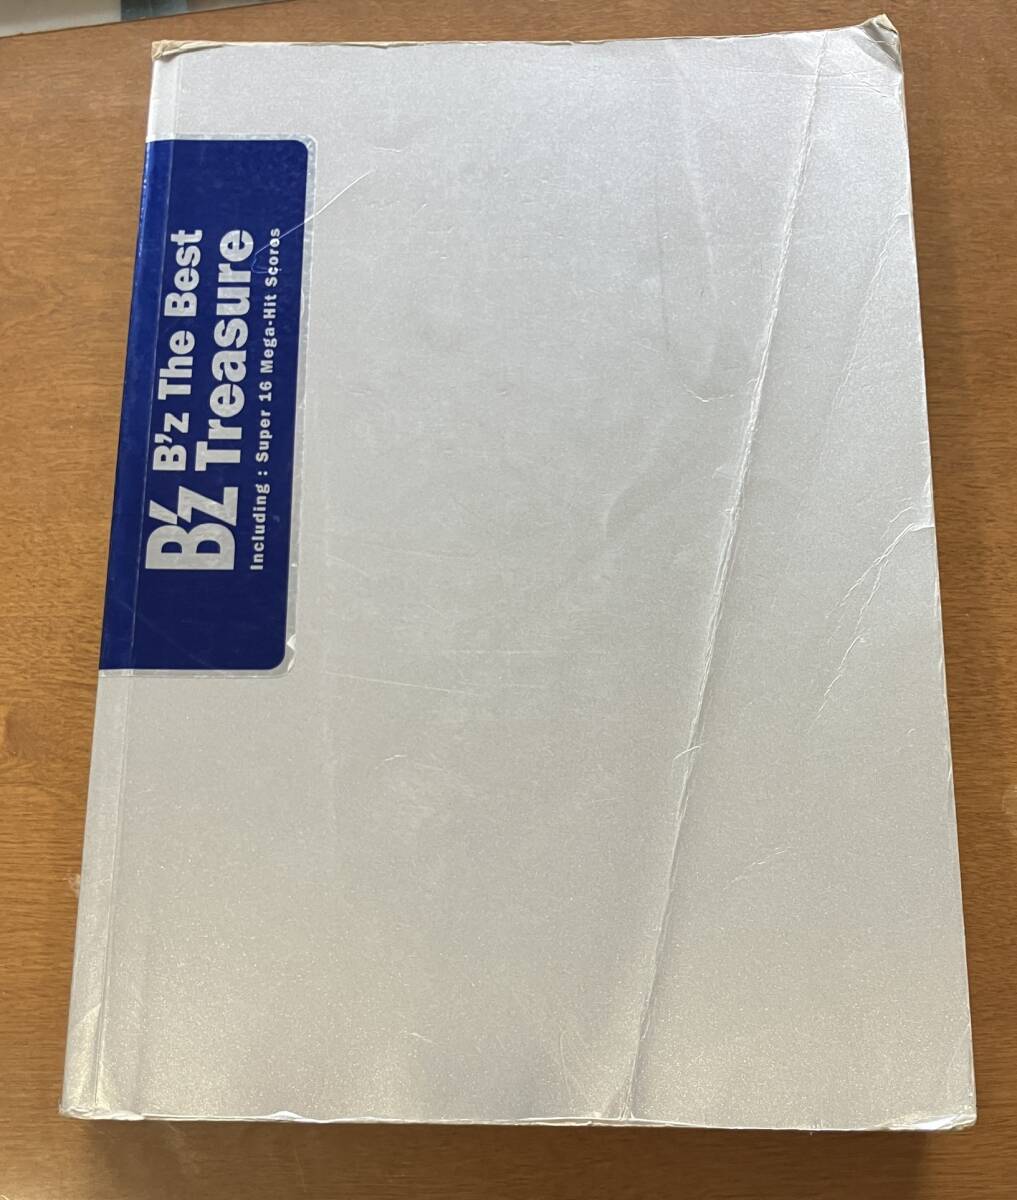 B'z The Best
B'z Treasure
Including : Super 16 Mega-Hit Scores